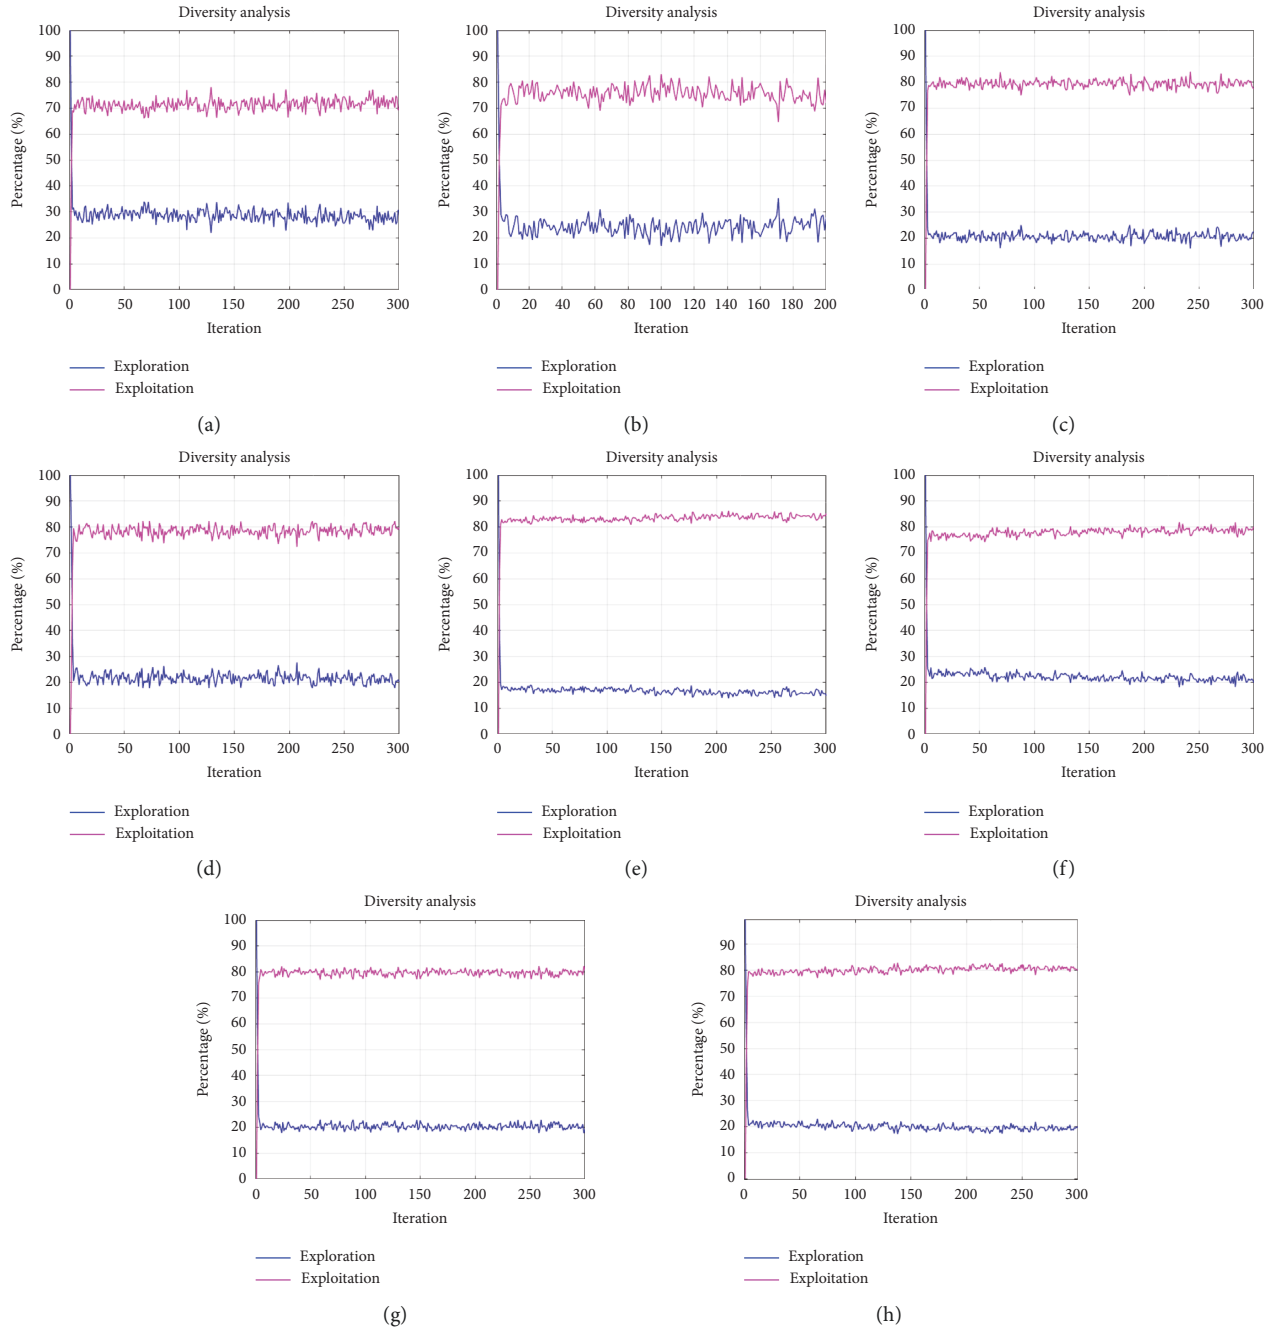 Diversity analysis
100
90
80
70
60
50
40
30
20
10
0
Percentage (%)
0 50 100 150 200 250 300
Iteration
Exploration
Exploitation
(a)
Diversity analysis
100
90
80
70
60
50
40
30
20
10
0
Percentage (%)
0 20 40 60 80 100 120 140 160 180 200
Iteration
Exploration
Exploitation
(b)
Diversity analysis
100
90
80
70
60
50
40
30
20
10
0
Percentage (%)
0 50 100 150 200 250 300
Iteration
Exploration
Exploitation
(c)
Diversity analysis
100
90
80
70
60
50
40
30
20
10
0
Percentage (%)
0 50 100 150 200 250 300
Iteration
Exploration
Exploitation
(d)
Diversity analysis
100
90
80
70
60
50
40
30
20
10
0
Percentage (%)
0 50 100 150 200 250 300
Iteration
Exploration
Exploitation
(e)
Diversity analysis
100
90
80
70
60
50
40
30
20
10
0
Percentage (%)
0 50 100 150 200 250 300
Iteration
Exploration
Exploitation
(f)
Diversity analysis
100
90
80
70
60
50
40
30
20
10
0
Percentage (%)
0 50 100 150 200 250 300
Iteration
Exploration
Exploitation
(g)
Diversity analysis
90
80
70
60
50
40
30
20
10
0
Percentage (%)
0 50 100 150 200 250 300
Iteration
Exploration
Exploitation
(h)